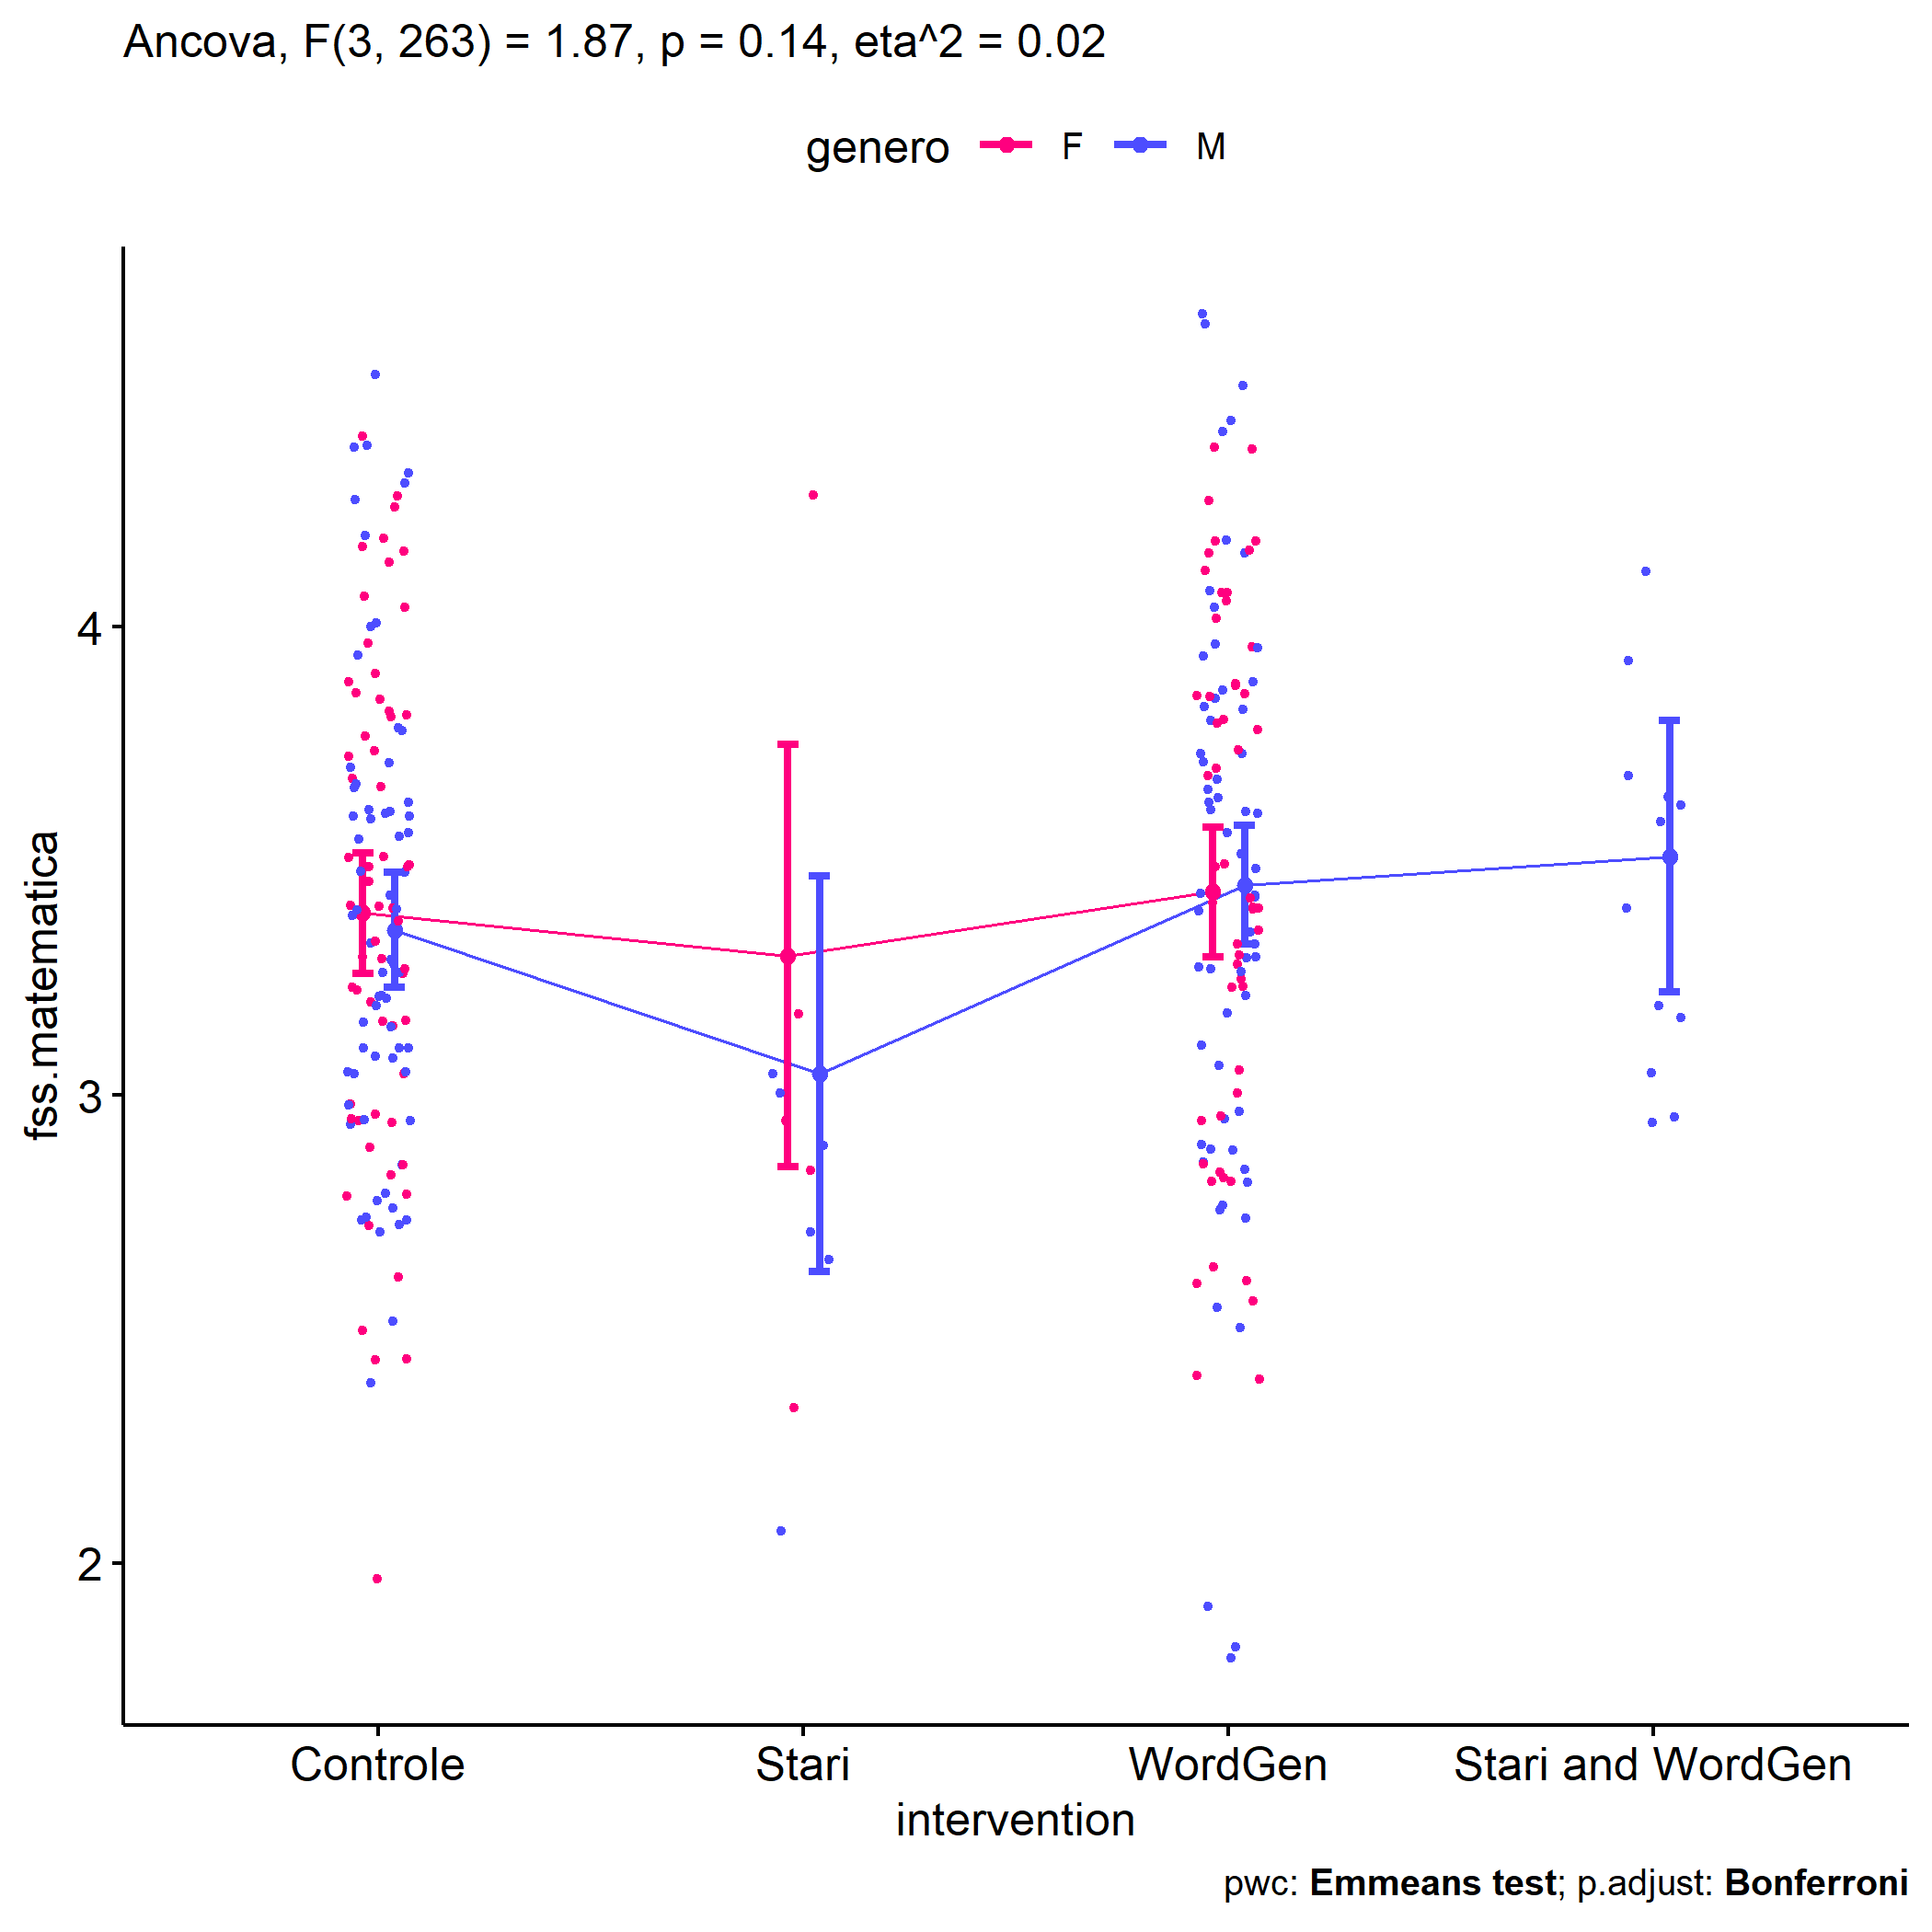 Ancova, F(3, 263) = 1.87, p = 0.14, eta^2 = 0.02
genero F M
4
3
2
fss.matematica
Controle Stari WordGen Stari and WordGen
intervention
pwc: Emmeans test; p.adjust: Bonferroni